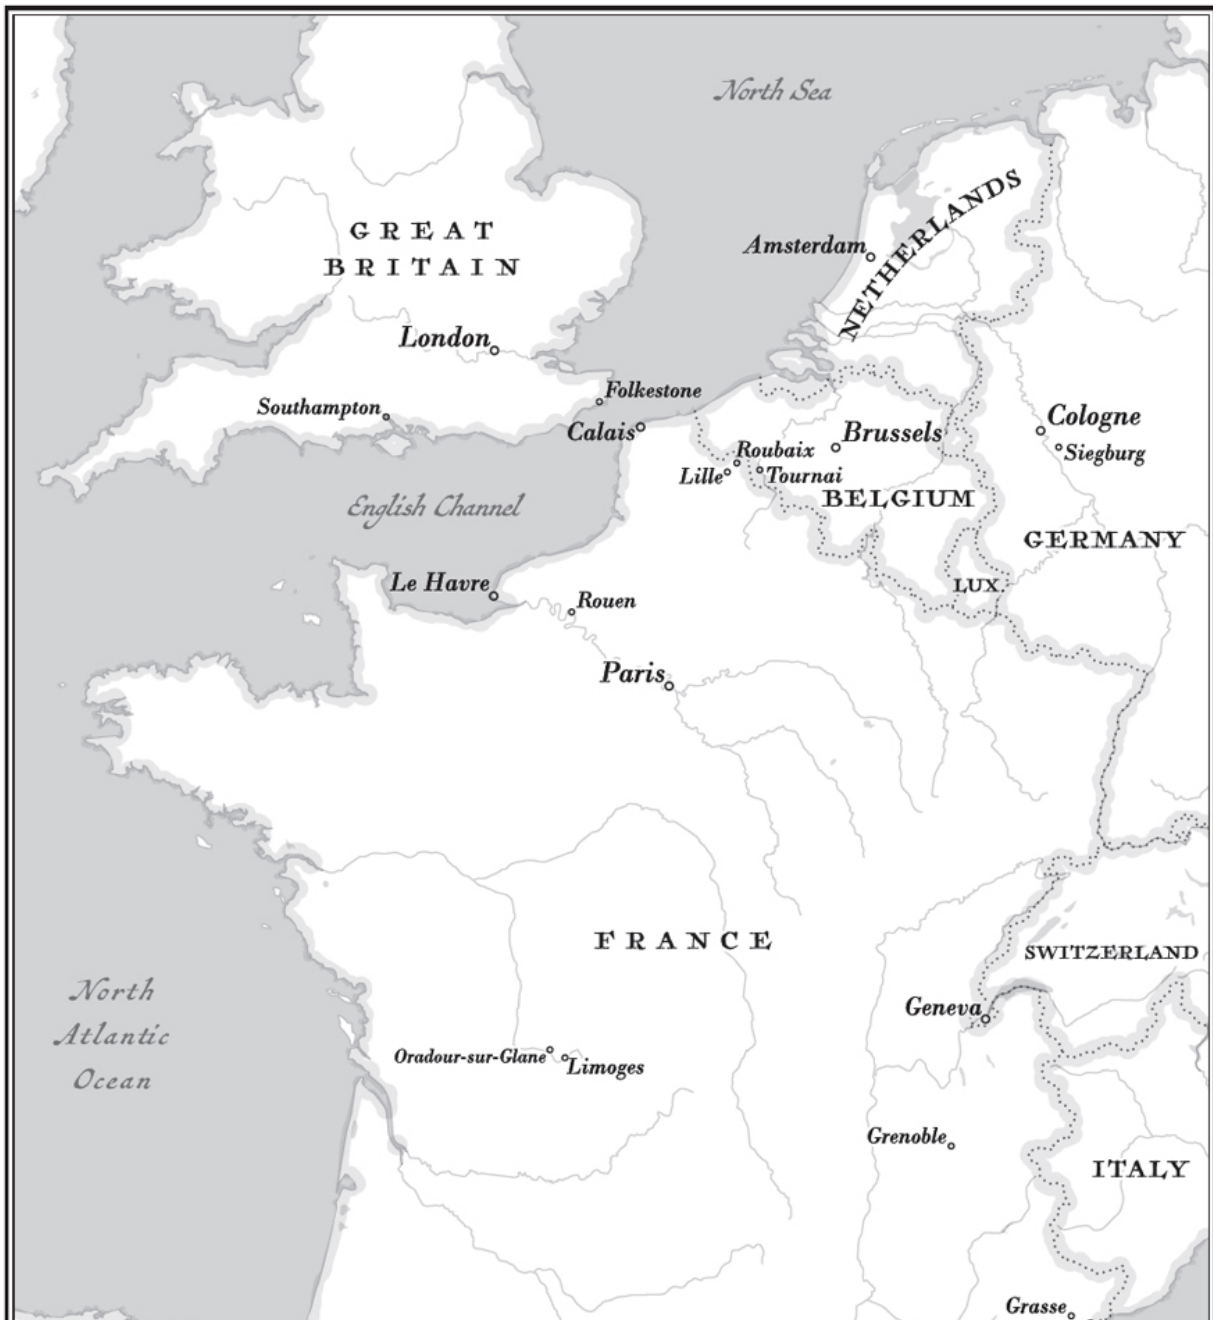 North Sea
NETHERLANDS
GREAT
BRITAIN
Amsterdam
London
Folkestone
Southampton
Calais
Cologne
Brussels
Roubaix
Siegburg
Lille
Tournai
BELGIUM
English Channel
GERMANY
Le Havre
LUX.
Rouen
Paris
FRANCE
SWITZERLAND
North
Atlantic
Ocean
Geneva
Oradour-sur-Glane
Limoges
Grenoble
ITALY
Grasse